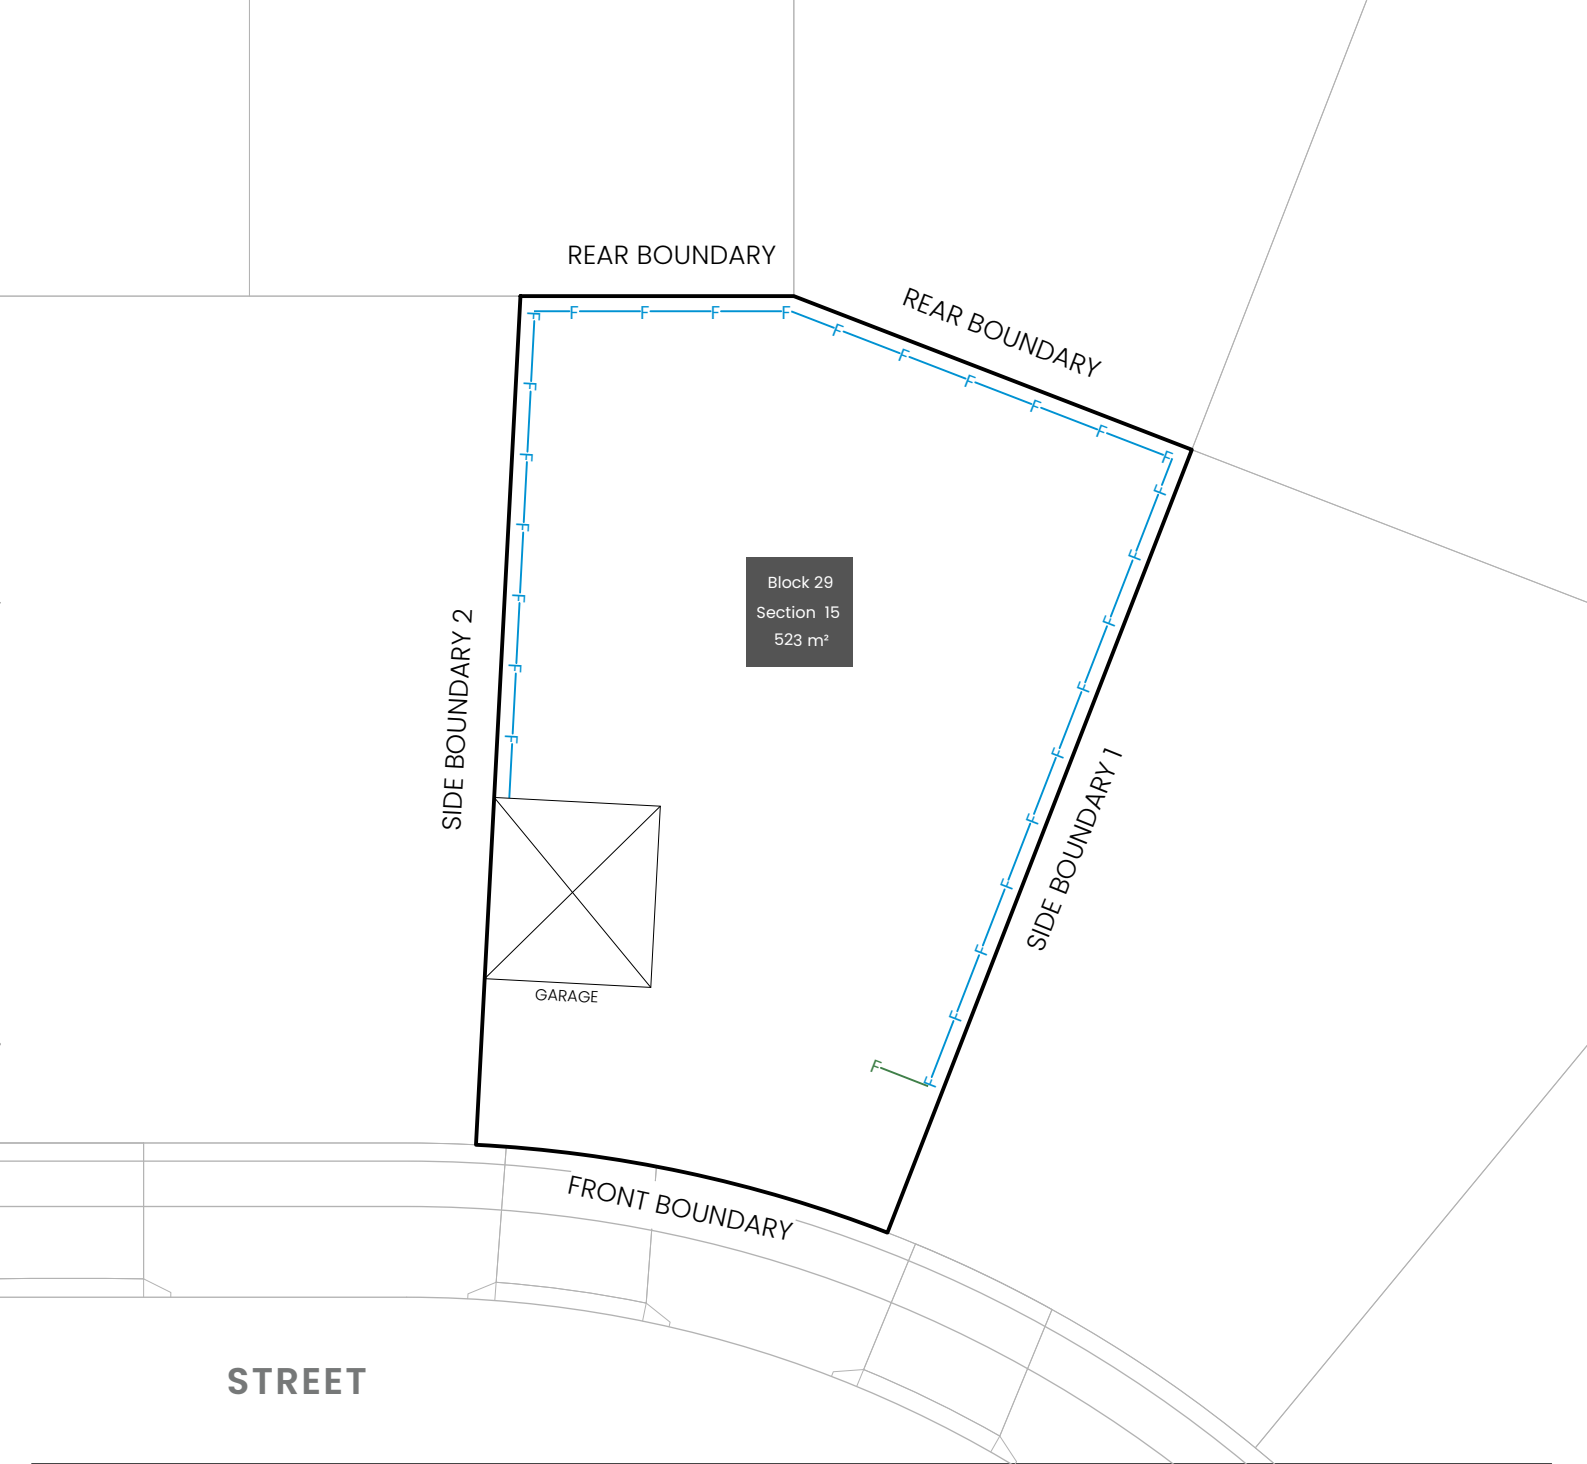 REAR BOUNDARY
REAR BOUNDARY
F F F F F
F F F F F F
F F F F F F
F F F F F F F F F F
Block 29
Section 15
523 m²
SIDE BOUNDARY 2
SIDE BOUNDARY 1
GARAGE
F
FRONT BOUNDARY
STREET